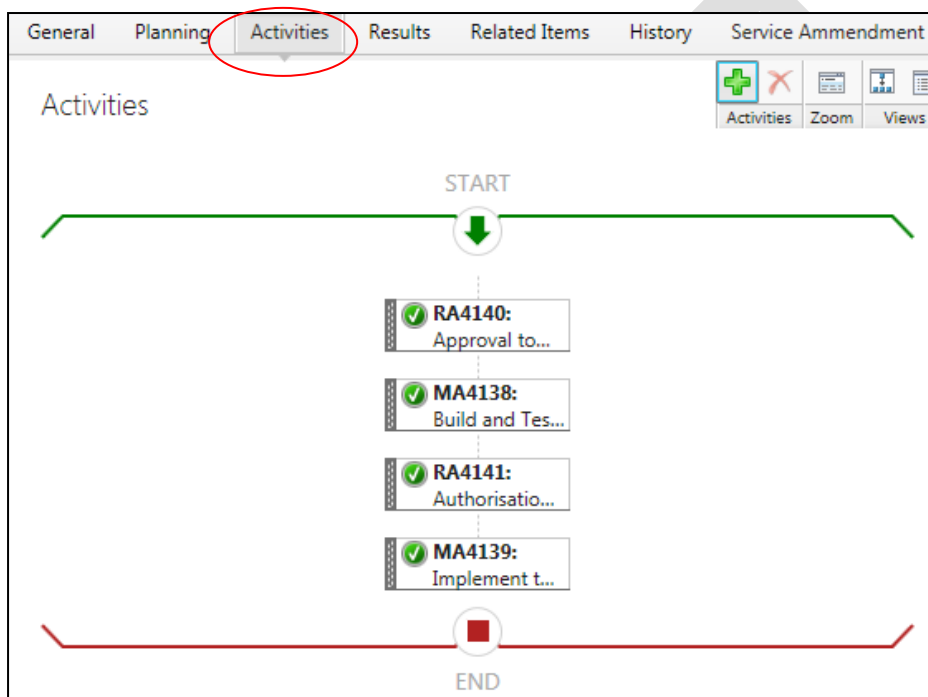 General Planning Activities Results Related Items History Service Ammendment
Activities
Activities Zoom Views
START
RA4140:
Approval to...
MA4138:
Build and Tes...
RA4141:
Authorisatio...
MA4139:
Implement t...
END